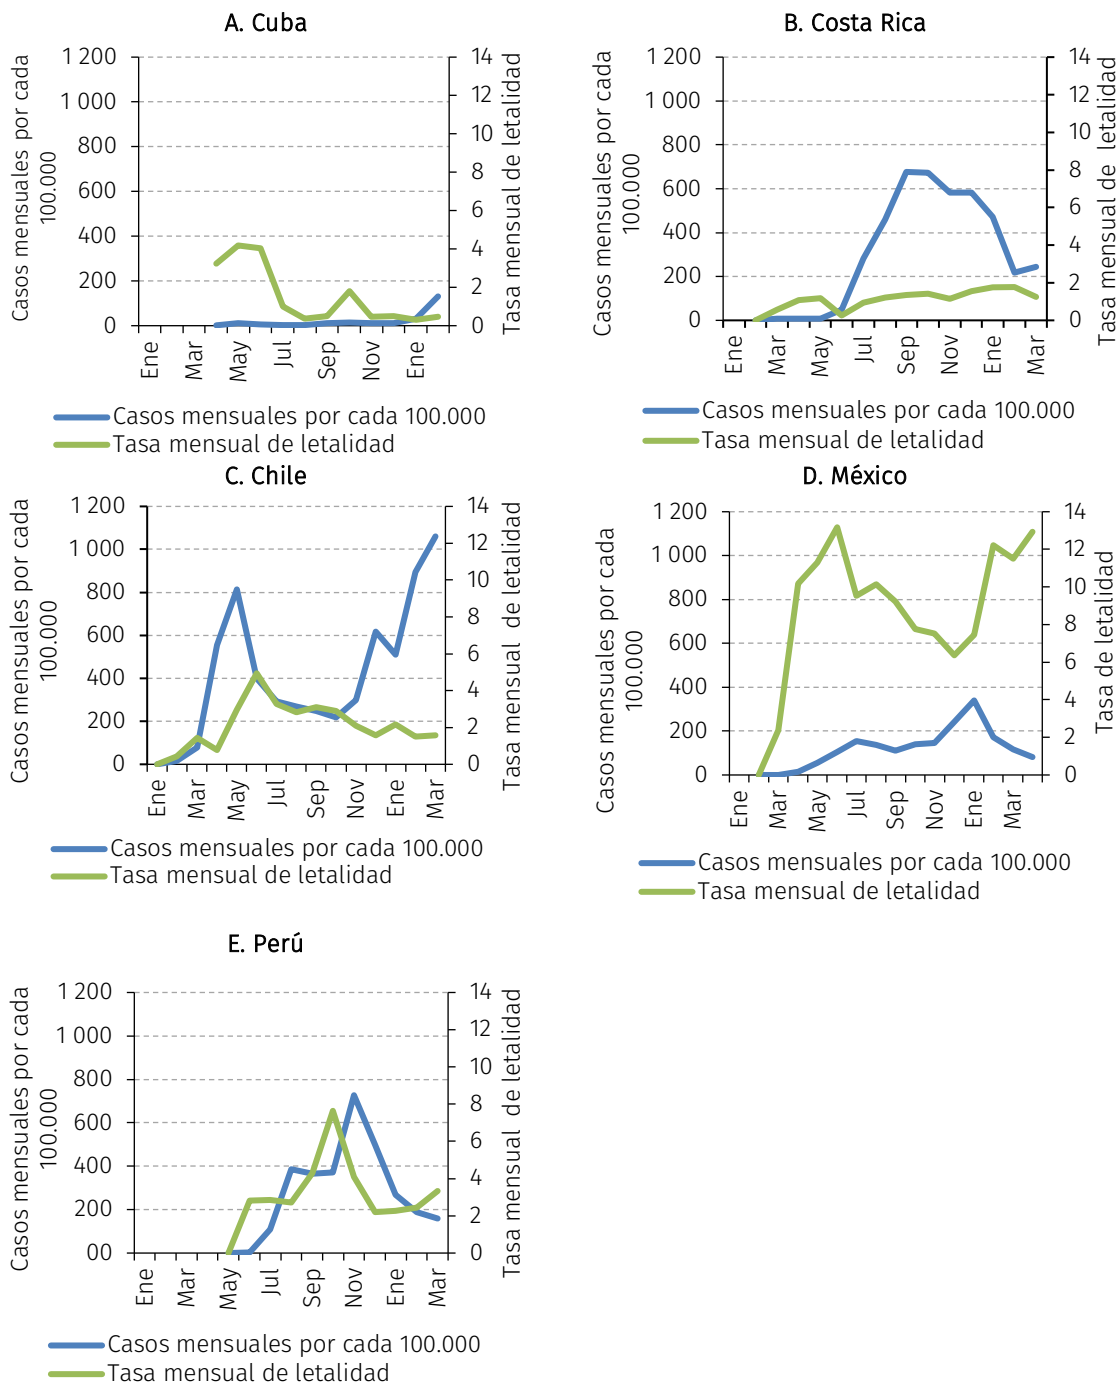 A. Cuba
Casos mensuales por cada
100.000
1 200
1 000
800
600
400
200
0
14
12
10
8
6
4
2
0
Tasa mensual de letalidad
Ene
Mar
May
Jul
Sep
Nov
Ene
Casos mensuales por cada 100.000
Tasa mensual de letalidad
B. Costa Rica
Casos mensuales por cada
100.000
1 200
1 000
800
600
400
200
0
14
12
10
8
6
4
2
0
Tasa mensual de letalidad
Ene
Mar
May
Jul
Sep
Nov
Ene
Mar
Casos mensuales por cada 100.000
Tasa mensual de letalidad
C. Chile
Casos mensuales por cada
100.000
1 200
1 000
800
600
400
200
0
14
12
10
8
6
4
2
0
Tasa mensual de letalidad
Ene
Mar
May
Jul
Sep
Nov
Ene
Mar
Casos mensuales por cada 100.000
Tasa mensual de letalidad
D. México
Casos mensuales por cada
100.000
1 200
1 000
800
600
400
200
0
14
12
10
8
6
4
2
0
Tasa de letalidad
Ene
Mar
May
Jul
Sep
Nov
Ene
Mar
Casos mensuales por cada 100.000
Tasa mensual de letalidad
E. Perú
Casos mensuales por cada
100.000
1 200
1 000
800
600
400
200
00
14
12
10
8
6
4
2
0
Tasa mensual de letalidad
Ene
Mar
May
Jul
Sep
Nov
Ene
Mar
Casos mensuales por cada 100.000
Tasa mensual de letalidad